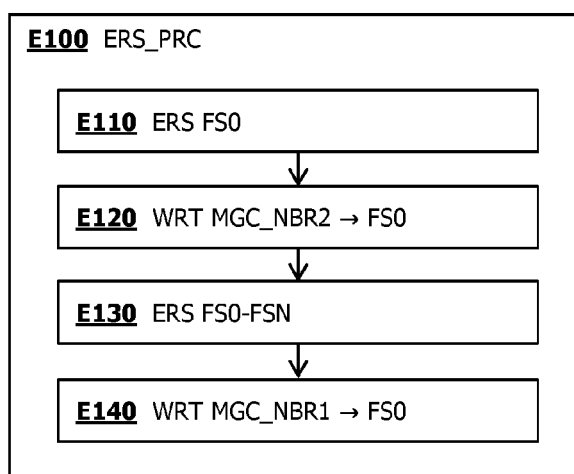 E100 ERS_PRC
E110 ERS FS0
E120 WRT MGC_NBR2 → FS0
E130 ERS FS0-FSN
E140 WRT MGC_NBR1 → FS0